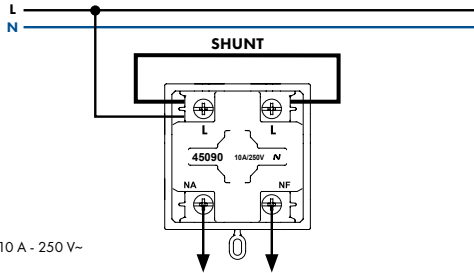 L
N
SHUNT
L L
45090 10A/250V N
NA NF
10 A - 250 V~